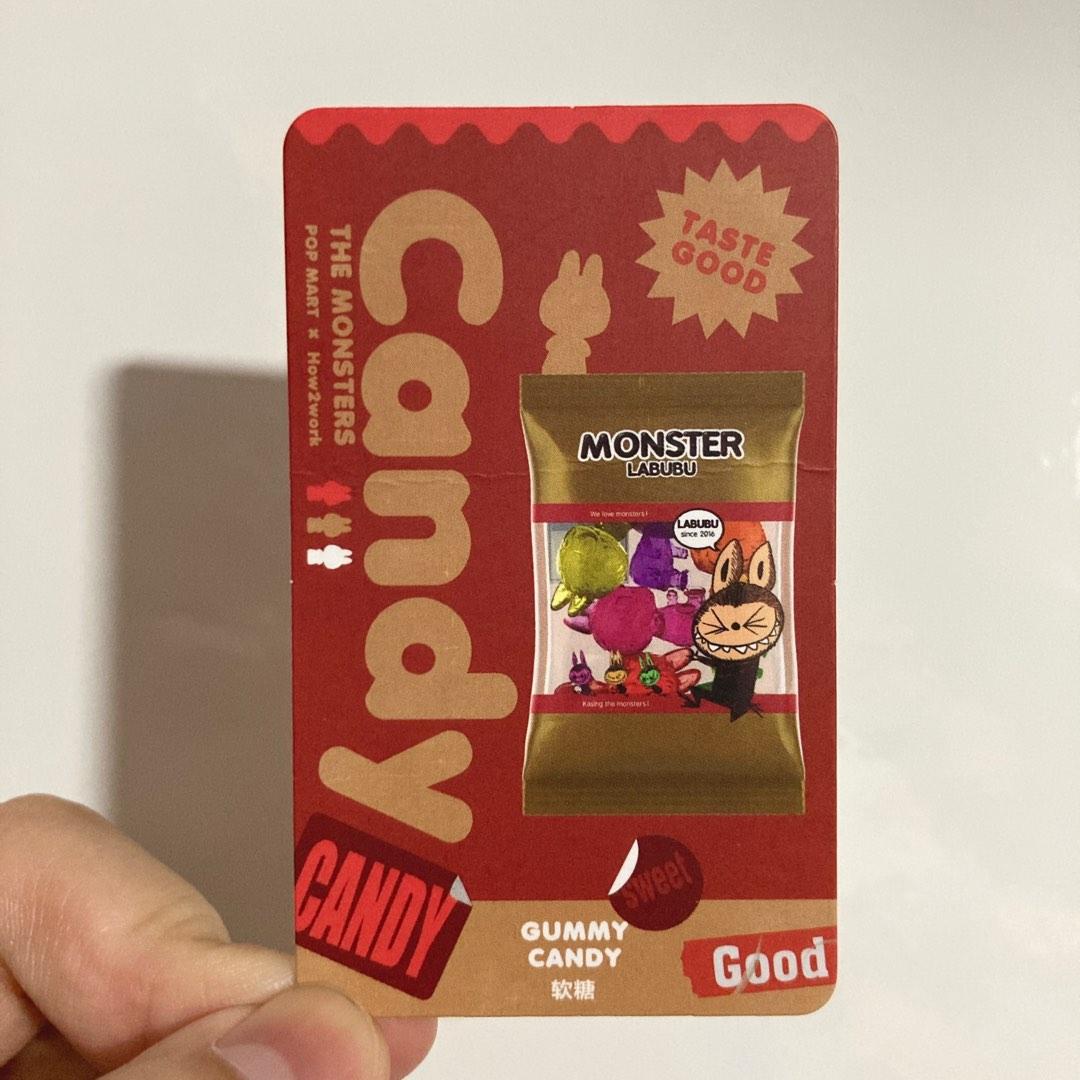 TASTE
GOOD
Candy
THE MONSTERS
POP MART × How2work
MONSTER
LABUBU
We love monsters!
LABUBU
since 2016
Kasing the monsters!
CANDY
sweet
GUMMY
CANDY
软糖
Good